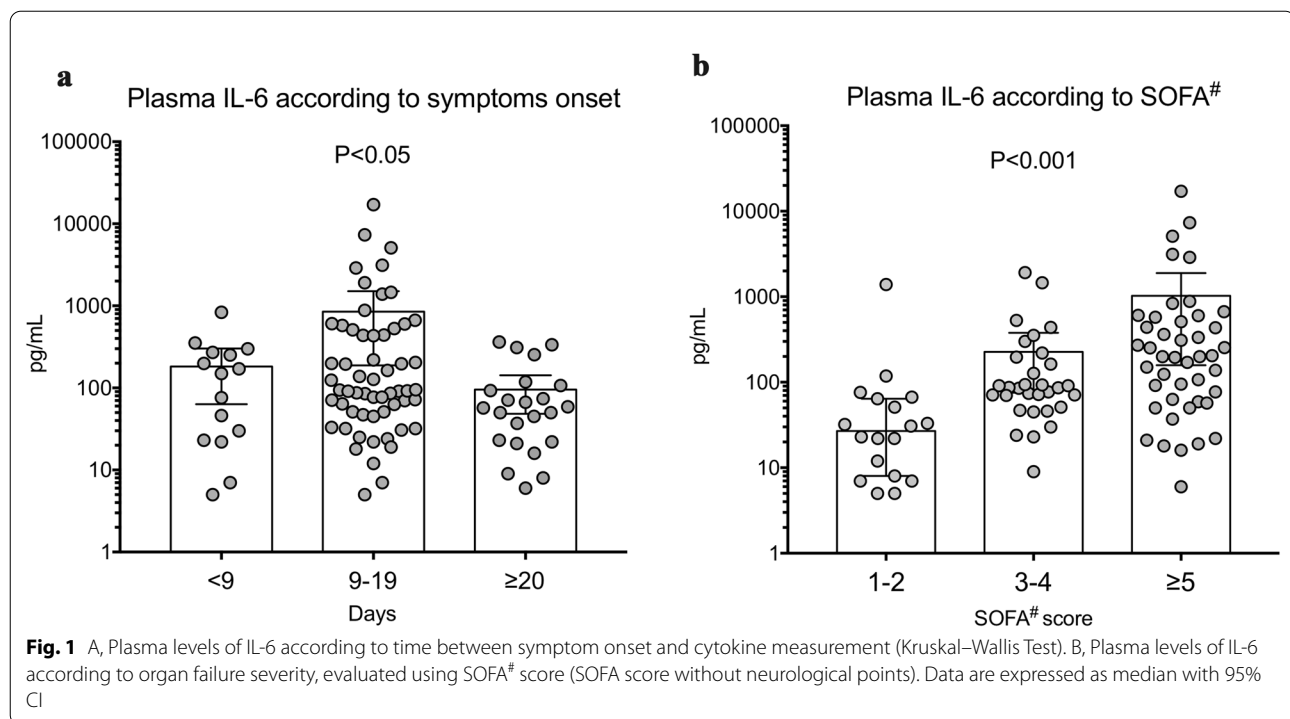 a
Plasma IL-6 according to symptoms onset
P<0.05
100000
10000
1000
100
10
1
pg/mL
<9 9-19 ≥20
Days
b
Plasma IL-6 according to SOFA#
P<0.001
100000
10000
1000
100
10
1
pg/mL
1-2 3-4 ≥5
SOFA# score
Fig. 1 A, Plasma levels of IL-6 according to time between symptom onset and cytokine measurement (Kruskal–Wallis Test). B, Plasma levels of IL-6
according to organ failure severity, evaluated using SOFA# score (SOFA score without neurological points). Data are expressed as median with 95%
CI